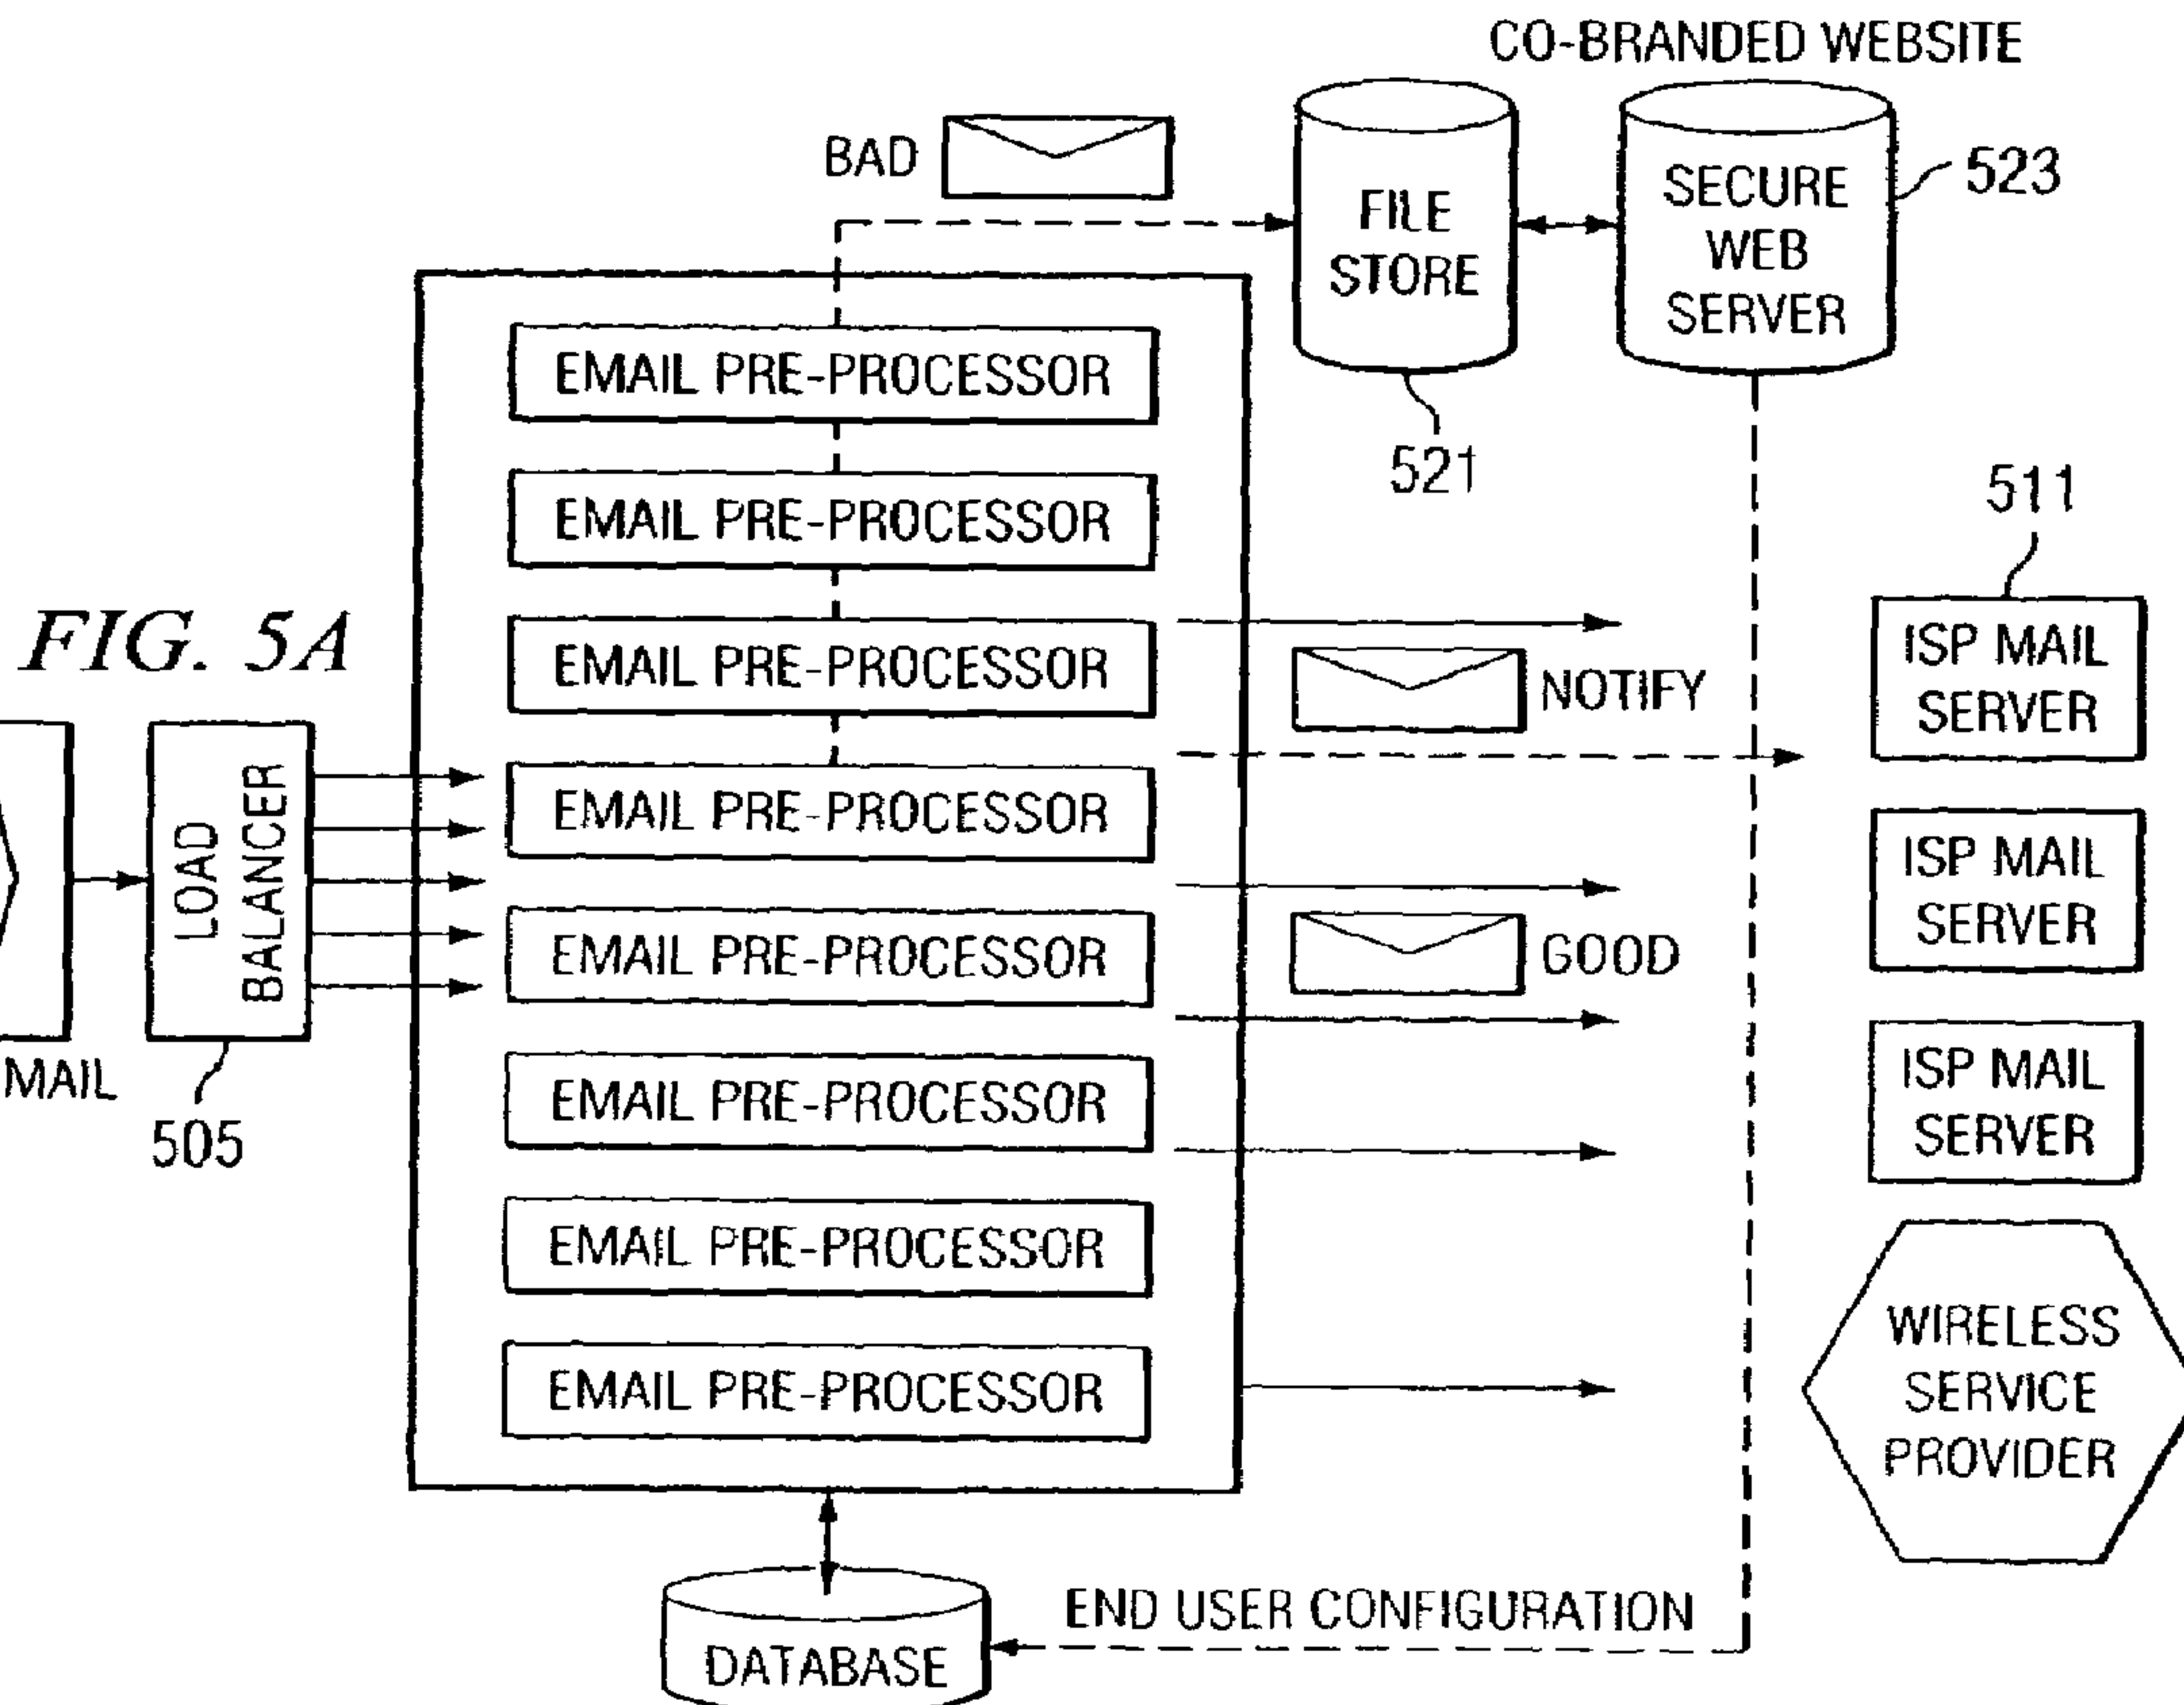 CO-BRANDED WEBSITE
BAD
FILE
STORE
SECURE
WEB
SERVER
523
521
511
EMAIL PRE-PROCESSOR
EMAIL PRE-PROCESSOR
EMAIL PRE-PROCESSOR
EMAIL PRE-PROCESSOR
EMAIL PRE-PROCESSOR
EMAIL PRE-PROCESSOR
EMAIL PRE-PROCESSOR
EMAIL PRE-PROCESSOR
FIG. 5A
NOTIFY
GOOD
ISP MAIL
SERVER
ISP MAIL
SERVER
ISP MAIL
SERVER
LOAD
BALANCER
MAIL
505
WIRELESS
SERVICE
PROVIDER
END USER CONFIGURATION
DATABASE